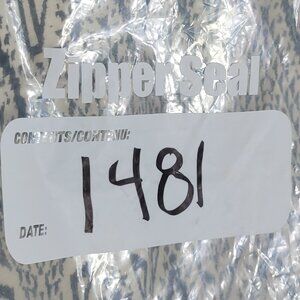 Zipper Seal
CONTENTS/CONTENU:
1481
DATE: